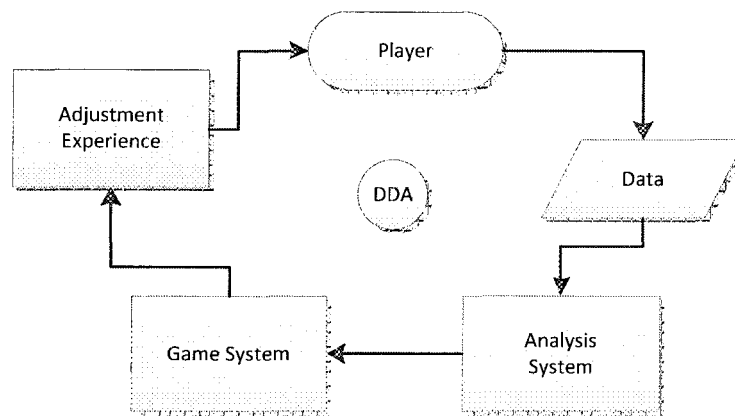 Player
Adjustment
Experience
DDA
Data
Game System
Analysis
System